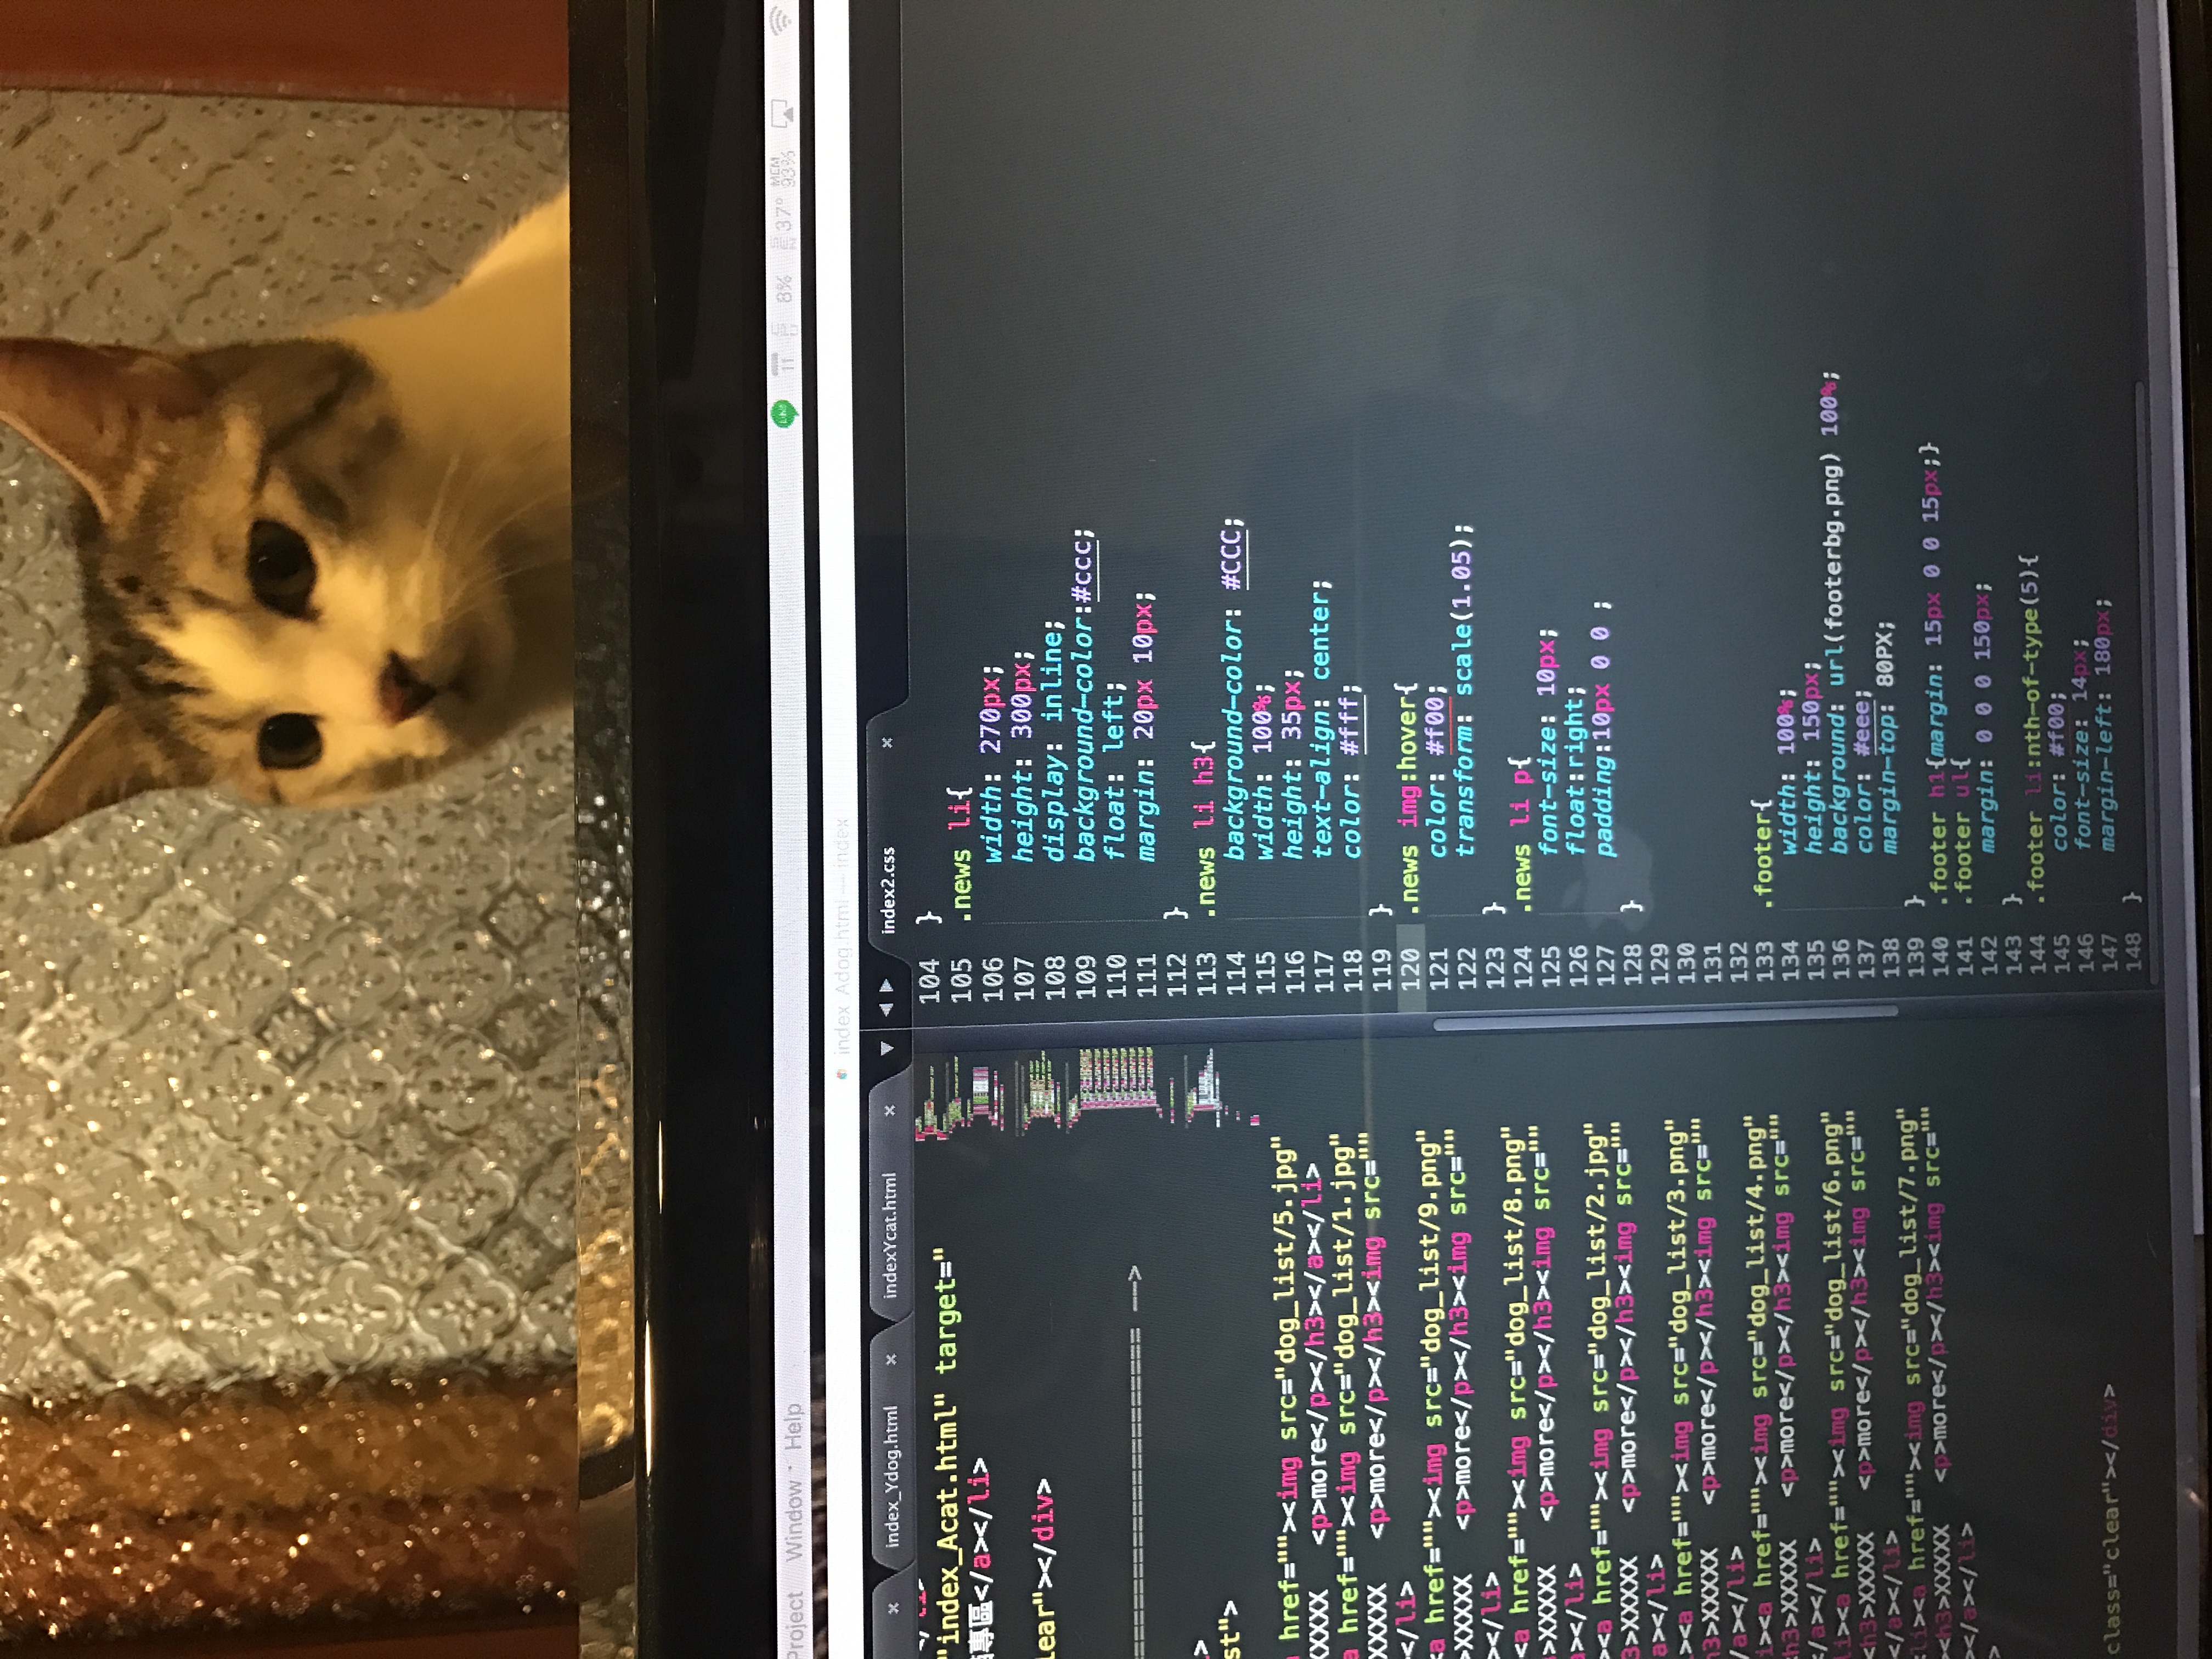 Project Window Help
LINE 11 8% 37° MEM 93%
index_Adog.html — index
index_Ydog.html × indexYcat.html ×
"index_Acat.html" target="
專區</a></li>
lear"></div>
===================== -->
>
st">
href=""><img src="dog_list/5.jpg"
XXXXX <p>more</p></h3></a></li>
a href=""><img src="dog_list/1.jpg"
XXXXX <p>more</p></h3><img src=""
</li>
<a href=""><img src="dog_list/9.png"
>XXXXX <p>more</p></h3><img src=""
></li>
<a href=""><img src="dog_list/8.png"
>XXXXX <p>more</p></h3><img src=""
a></li>
><a href=""><img src="dog_list/2.jpg"
3>XXXXX <p>more</p></h3><img src=""
a></li>
><a href=""><img src="dog_list/3.png"
h3>XXXXX <p>more</p></h3><img src=""
/a></li>
i><a href=""><img src="dog_list/4.png"
h3>XXXXX <p>more</p></h3><img src=""
</a></li>
li><a href=""><img src="dog_list/6.png"
<h3>XXXXX <p>more</p></h3><img src=""
</a></li>
li><a href=""><img src="dog_list/7.png"
><h3>XXXXX <p>more</p></h3><img src=""
></a></li>
>
class="clear"></div>
index2.css ×
104 }
105 .news li{
106 width: 270px;
107 height: 300px;
108 display: inline;
109 background-color:#ccc;
110 float: left;
111 margin: 20px 10px;
112 }
113 .news li h3{
114 background-color: #CCC;
115 width: 100%;
116 height: 35px;
117 text-align: center;
118 color: #fff;
119 }
120 .news img:hover{
121 color: #f00;
122 transform: scale(1.05);
123 }
124 .news li p{
125 font-size: 10px;
126 float:right;
127 padding:10px 0 0 ;
128 }
129
130
131
132
133 .footer{
134 width: 100%;
135 height: 150px;
136 background: url(footerbg.png) 100%;
137 color: #eee;
138 margin-top: 80PX;
139 }
140 .footer h1{margin: 15px 0 0 15px;}
141 .footer ul{
142 margin: 0 0 0 150px;
143 }
144 .footer li:nth-of-type(5){
145 color: #f00;
146 font-size: 14px;
147 margin-left: 180px;
148 }